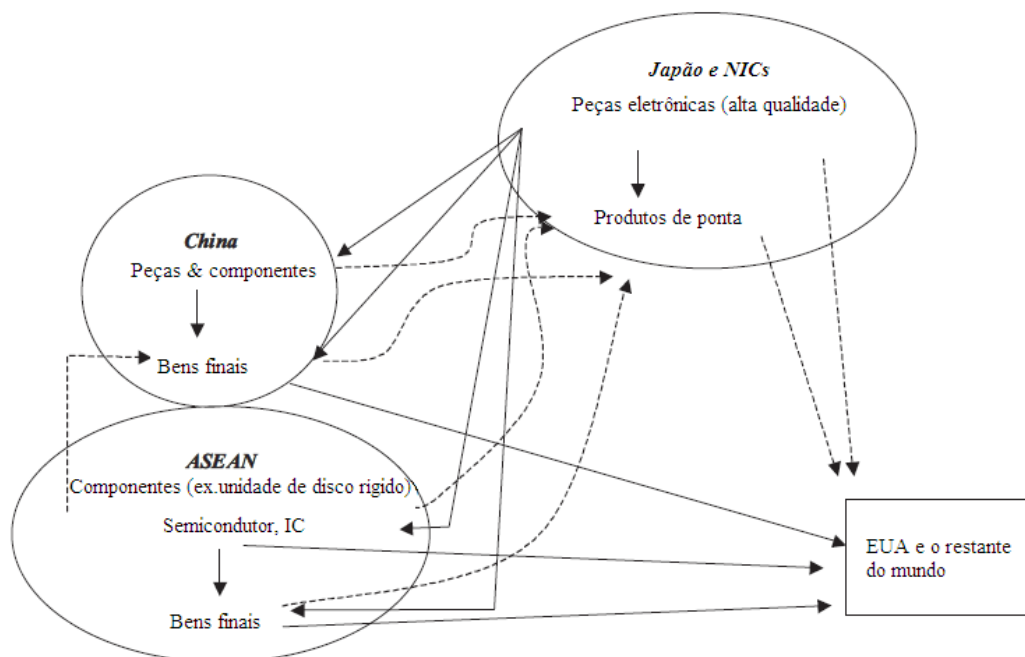 Japão e NICs
Peças eletrônicas (alta qualidade)
Produtos de ponta
China
Peças & componentes
Bens finais
ASEAN
Componentes (ex.unidade de disco rigido)
Semicondutor, IC
Bens finais
EUA e o restante
do mundo